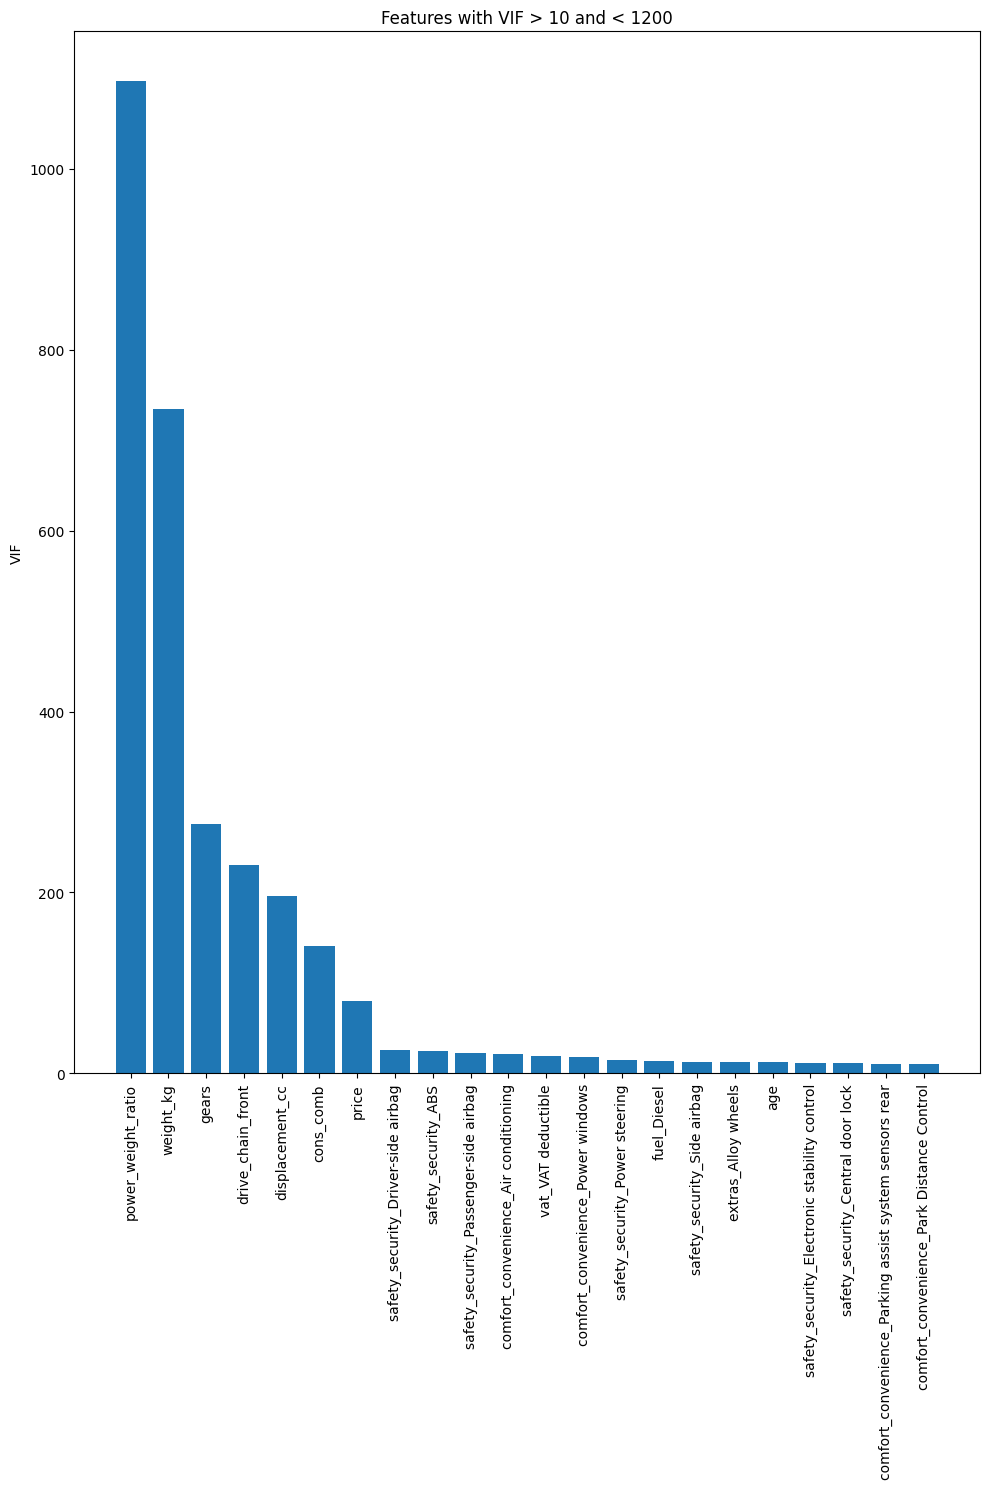 Features with VIF > 10 and < 1200
1000
800
600
400
200
0
VIF
power_weight_ratio
weight_kg
gears
drive_chain_front
displacement_cc
cons_comb
price
safety_security_Driver-side airbag
safety_security_ABS
safety_security_Passenger-side airbag
comfort_convenience_Air conditioning
vat_VAT deductible
comfort_convenience_Power windows
safety_security_Power steering
fuel_Diesel
safety_security_Side airbag
extras_Alloy wheels
age
safety_security_Electronic stability control
safety_security_Central door lock
comfort_convenience_Parking assist system sensors rear
comfort_convenience_Park Distance Control